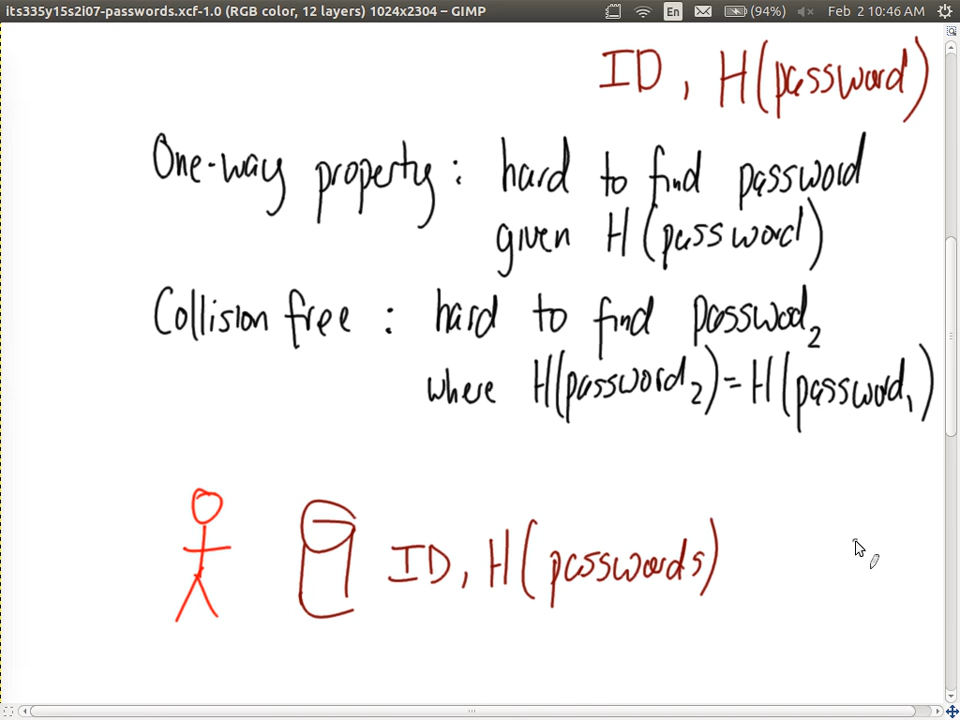 its335y15s2i07-passwords.xcf-1.0 (RGB color, 12 layers) 1024x2304 – GIMP
En
(94%)
Feb 2 10:46 AM
ID, H(password)
One-way property: hard to find password
given H(password)
Collision free: hard to find passwod2
where H(password2)=H(password1)
ID, H(passwords)